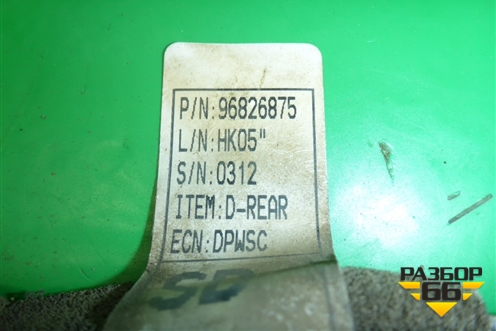 P/N:96826875
L/N:HK05"
S/N:0312
ITEM:D-REAR
ECN:DPWSC
РАЗБОР
66